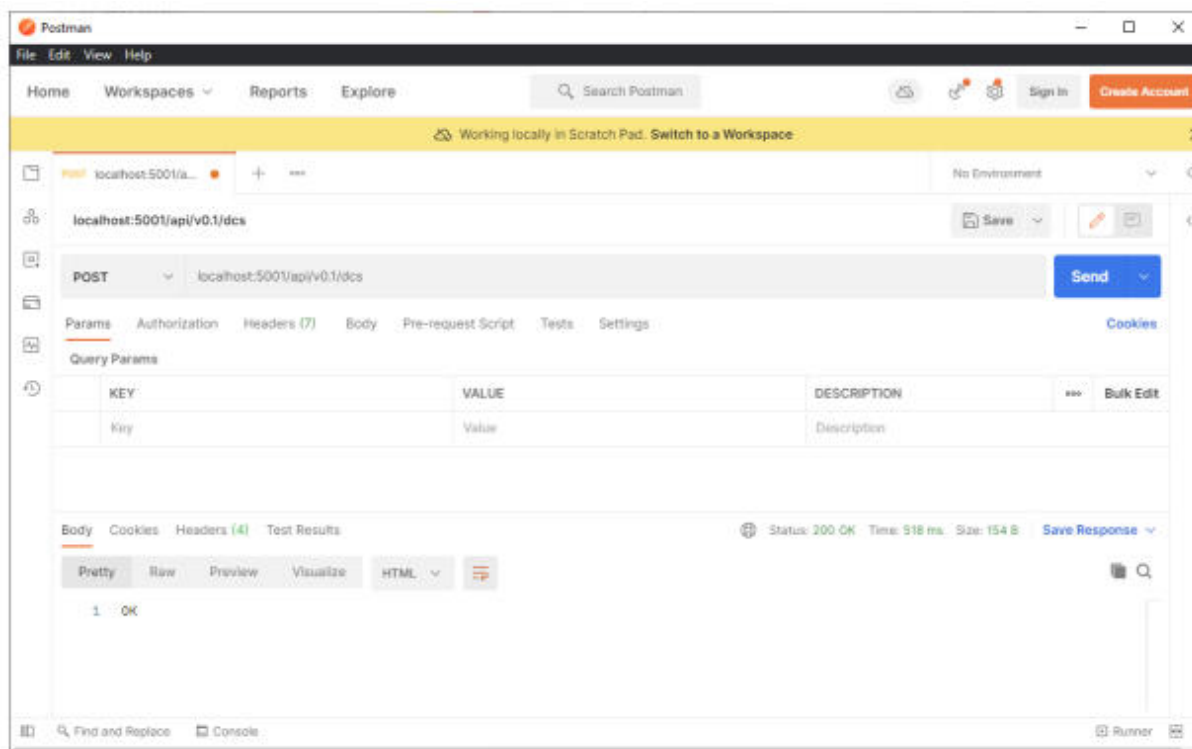 Postman
File Edit View Help
Home Workspaces Reports Explore Search Postman Sign In Create Account
Working locally in Scratch Pad. Switch to a Workspace
POST localhost:5001/a... No Environment
localhost:5001/api/v0.1/dcs Save
POST localhost:5001/api/v0.1/dcs Send
Params Authorization Headers (7) Body Pre-request Script Tests Settings Cookies
Query Params
KEY VALUE DESCRIPTION Bulk Edit
Key Value Description
Body Cookies Headers (4) Test Results Status: 200 OK Time: 518 ms Size: 154 B Save Response
Pretty Raw Preview Visualize HTML
1 OK
Find and Replace Console Runner